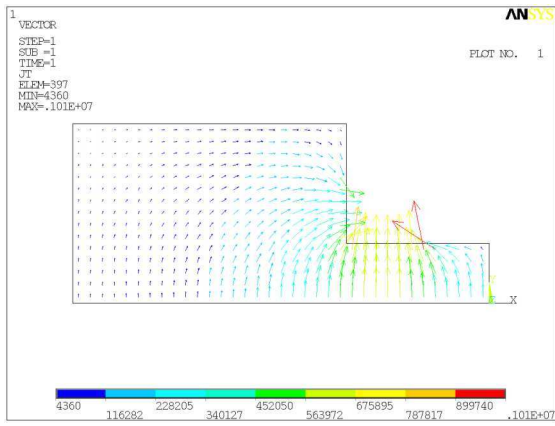 1
VECTOR
STEP=1
SUB =1
TIME=1
JT
ELEM=397
MIN=4360
MAX=.101E+07
ANSYS
PLOT NO. 1
X
4360
116282
228205
340127
452050
563972
675895
787817
899740
.101E+07